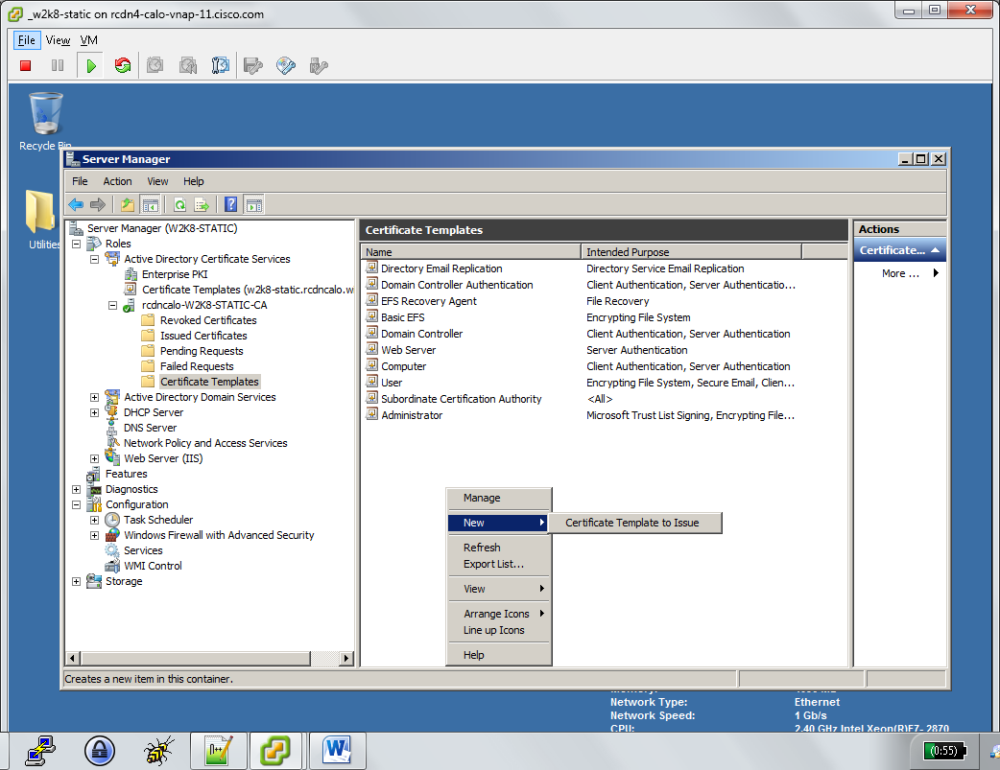 _w2k8-static on rcdn4-calo-vnap-11.cisco.com
File View VM
Recycle Bin
Utilities
Server Manager
File Action View Help
Server Manager (W2K8-STATIC)
Roles
Active Directory Certificate Services
Enterprise PKI
Certificate Templates (w2k8-static.rcdncalo.wi
rcdncalo-W2K8-STATIC-CA
Revoked Certificates
Issued Certificates
Pending Requests
Failed Requests
Certificate Templates
Active Directory Domain Services
DHCP Server
DNS Server
Network Policy and Access Services
Web Server (IIS)
Features
Diagnostics
Configuration
Task Scheduler
Windows Firewall with Advanced Security
Services
WMI Control
Storage
Certificate Templates
Name Intended Purpose
Directory Email Replication Directory Service Email Replication
Domain Controller Authentication Client Authentication, Server Authenticatio...
EFS Recovery Agent File Recovery
Basic EFS Encrypting File System
Domain Controller Client Authentication, Server Authentication
Web Server Server Authentication
Computer Client Authentication, Server Authentication
User Encrypting File System, Secure Email, Clien...
Subordinate Certification Authority <All>
Administrator Microsoft Trust List Signing, Encrypting File...
Manage
New
Certificate Template to Issue
Refresh
Export List...
View
Arrange Icons
Line up Icons
Help
Actions
Certificate...
More ...
Creates a new item in this container.
Network Type: Ethernet
Network Speed: 1 Gb/s
CPU: 2.40 GHz Intel Xeon(R)E7- 2870
(0:55)